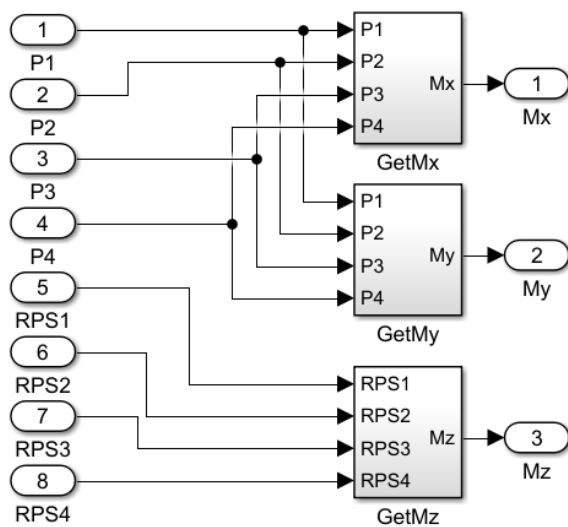 1
P1
2
P2
3
P3
4
P4
5
RPS1
6
RPS2
7
RPS3
8
RPS4
P1
P2
P3
P4
Mx
GetMx
P1
P2
P3
P4
My
GetMy
RPS1
RPS2
RPS3
RPS4
Mz
GetMz
1
Mx
2
My
3
Mz